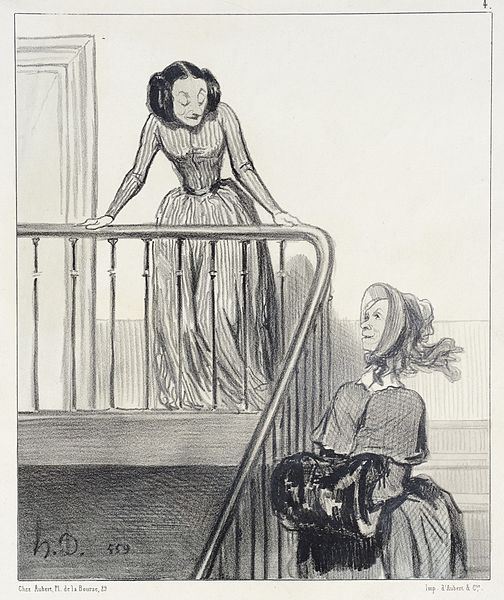 4.
h. D. 559
Chez Aubert, Pl. de la Bourse, 29
Imp. d'Aubert & Cie.